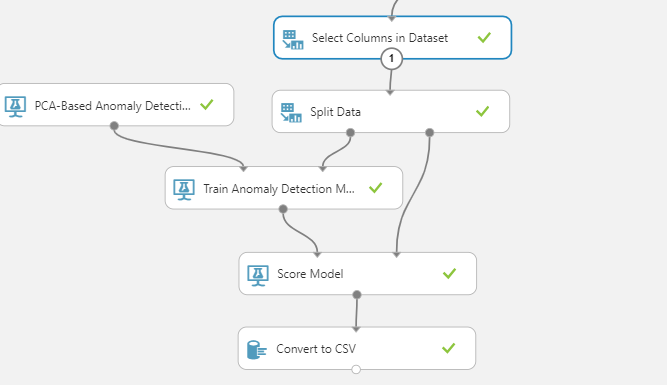 Select Columns in Dataset
1
PCA-Based Anomaly Detecti...
Split Data
Train Anomaly Detection M...
Score Model
Convert to CSV